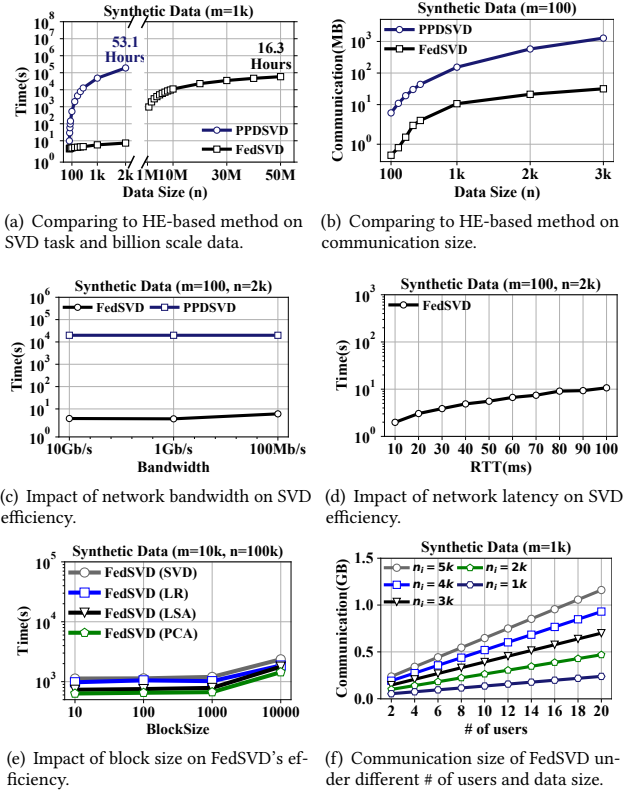 Synthetic Data (m=1k)
10^8
10^7
10^6
10^5
10^4
10^3
10^2
10^1
10^0
Time(s)
53.1
Hours
16.3
Hours
PPDSVD
FedSVD
100 1k 2k 1M 10M 30M 50M
Data Size (n)
(a) Comparing to HE-based method on
SVD task and billion scale data.
Synthetic Data (m=100)
PPDSVD
FedSVD
10^3
10^2
10^1
10^0
Communication(MB)
100 1k 2k 3k
Data Size (n)
(b) Comparing to HE-based method on
communication size.
Synthetic Data (m=100, n=2k)
FedSVD PPDSVD
10^6
10^5
10^4
10^3
10^2
10^1
10^0
Time(s)
10Gb/s 1Gb/s 100Mb/s
Bandwidth
(c) Impact of network bandwidth on SVD
efficiency.
Synthetic Data (m=100, n=2k)
FedSVD
10^3
10^2
10^1
10^0
Time(s)
10 20 30 40 50 60 70 80 90 100
RTT(ms)
(d) Impact of network latency on SVD
efficiency.
Synthetic Data (m=10k, n=100k)
FedSVD (SVD)
FedSVD (LR)
FedSVD (LSA)
FedSVD (PCA)
10^5
10^4
10^3
Time(s)
10 100 1000 10000
BlockSize
(e) Impact of block size on FedSVD's ef-
ficiency.
Synthetic Data (m=1k)
n_i = 5k n_i = 2k
n_i = 4k n_i = 1k
n_i = 3k
1.5
1.0
0.5
0.0
Communication(GB)
2 4 6 8 10 12 14 16 18 20
# of users
(f) Communication size of FedSVD un-
der different # of users and data size.